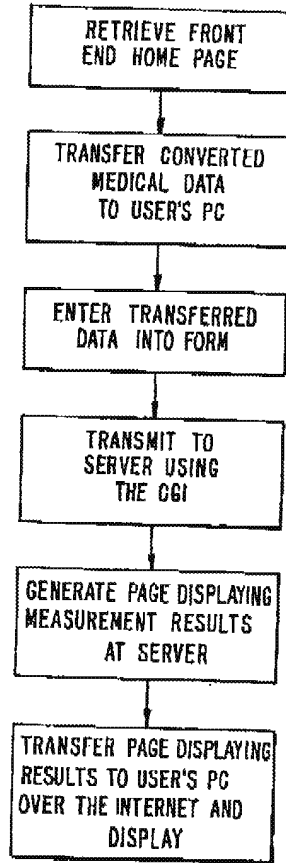 RETRIEVE FRONT
END HOME PAGE
TRANSFER CONVERTED
MEDICAL DATA
TO USER'S PC
ENTER TRANSFERRED
DATA INTO FORM
TRANSMIT TO
SERVER USING
THE CGI
GENERATE PAGE DISPLAYING
MEASUREMENT RESULTS
AT SERVER
TRANSFER PAGE DISPLAYING
RESULTS TO USER'S PC
OVER THE INTERNET AND
DISPLAY